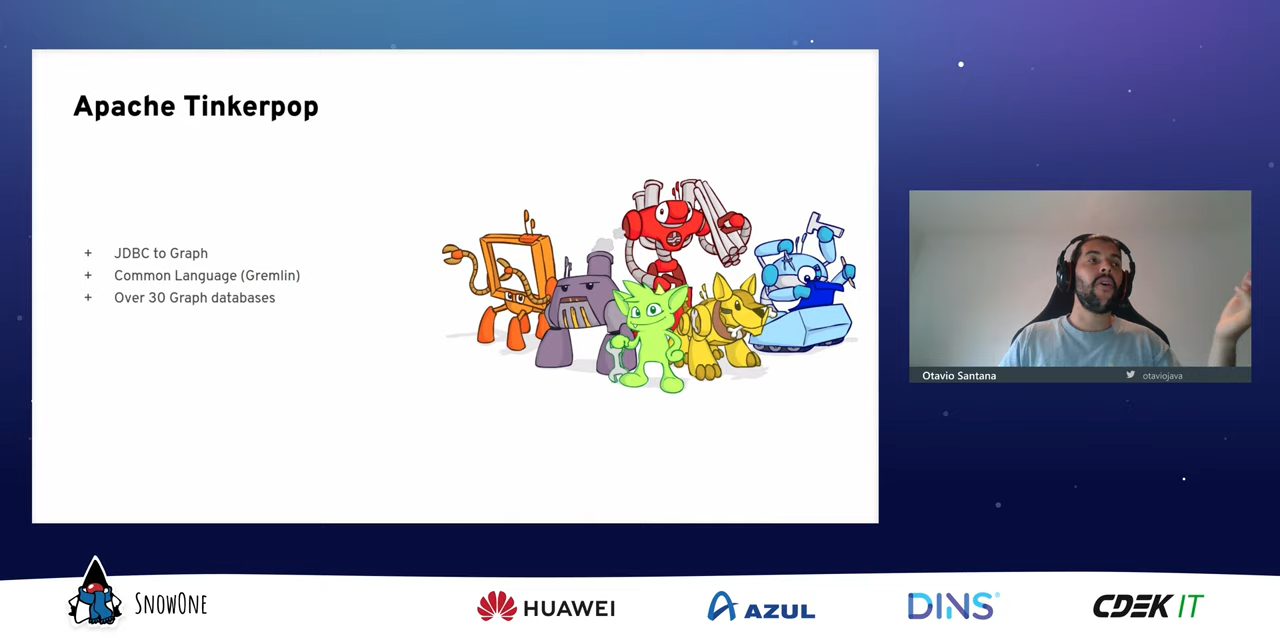 Apache Tinkerpop
+ JDBC to Graph
+ Common Language (Gremlin)
+ Over 30 Graph databases
Otavio Santana
otaviojava
SnowOne
HUAWEI
AZUL
DINS
CDEK IT